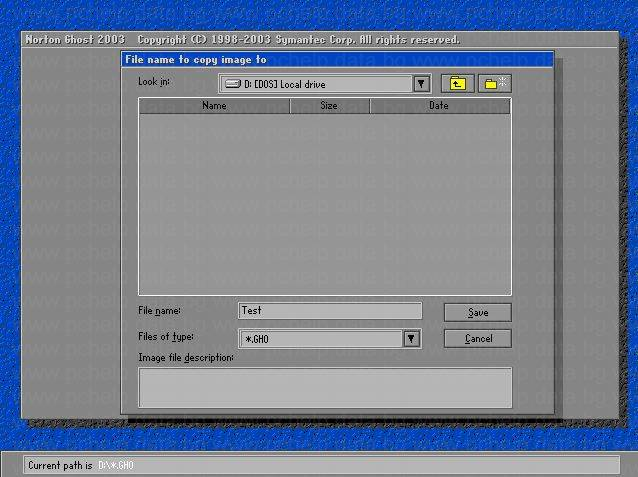 Norton Ghost 2003 Copyright (C) 1998-2003 Symantec Corp. All rights reserved.
File name to copy image to
Look in: D: [DOS] Local drive
Name Size Date
File name: Test Save
Files of type: *.GHO Cancel
Image file description:
Current path is D:\*.GHO